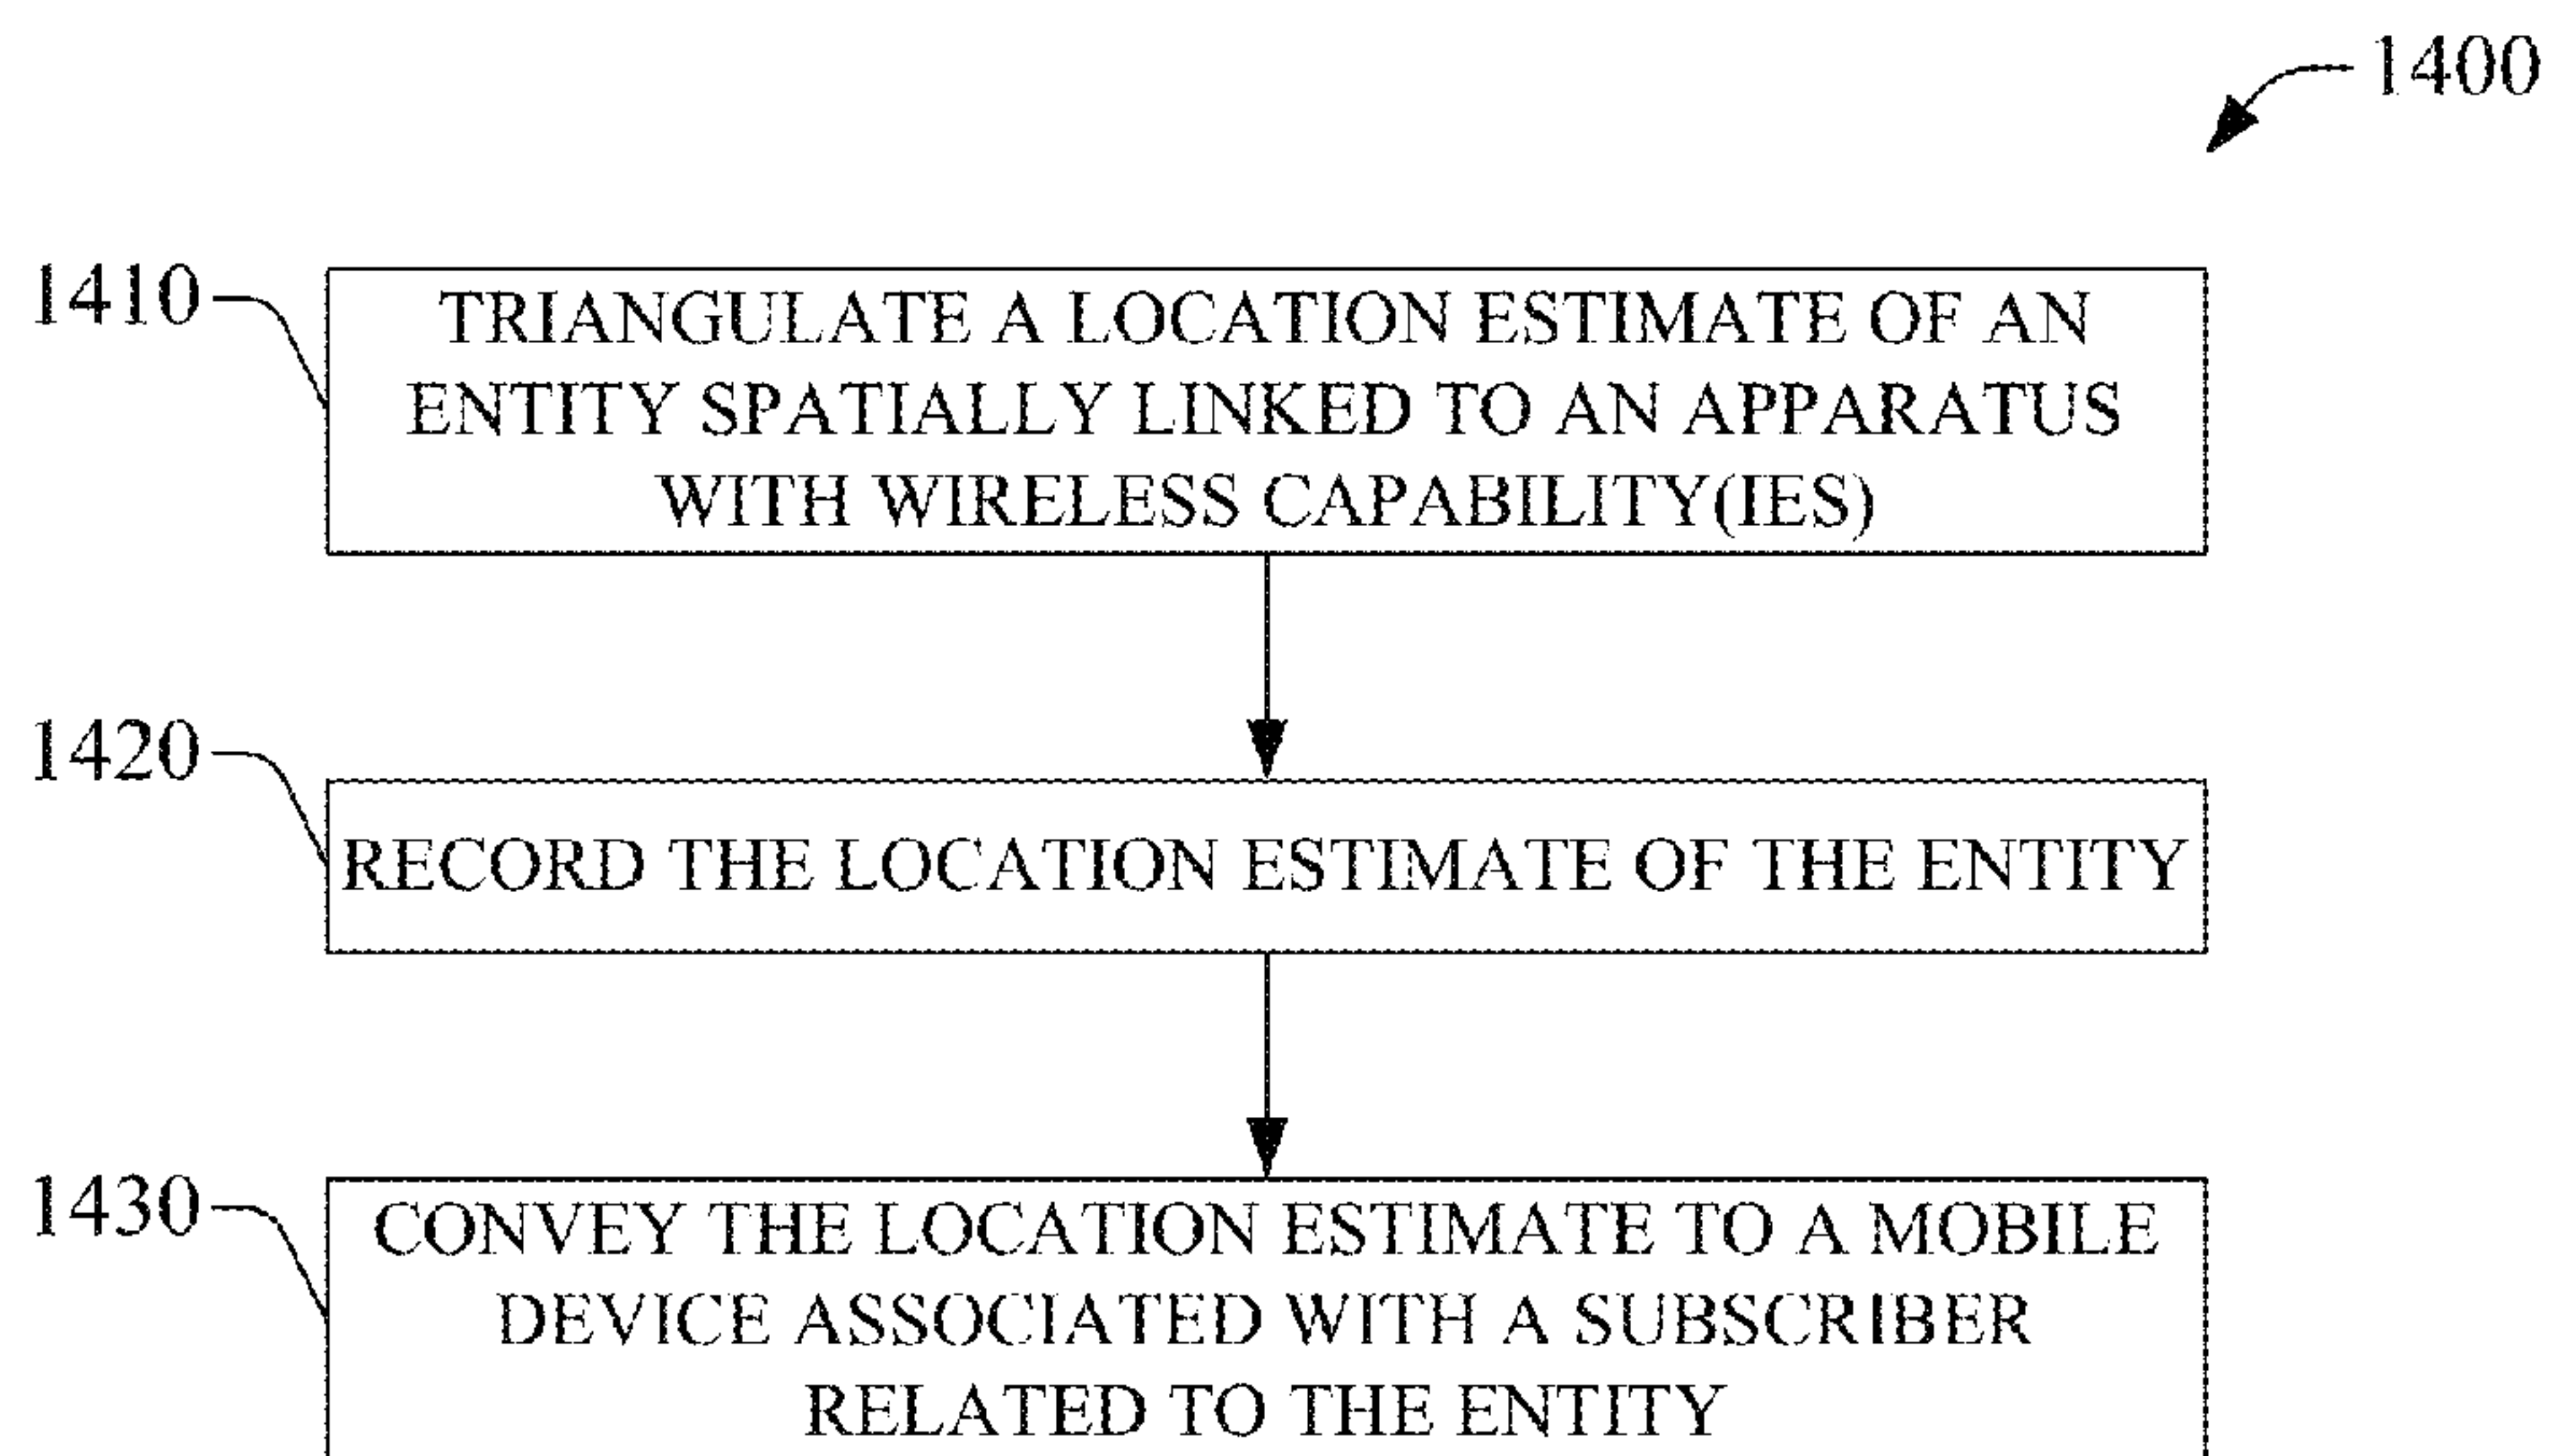 1400
1410
TRIANGULATE A LOCATION ESTIMATE OF AN
ENTITY SPATIALLY LINKED TO AN APPARATUS
WITH WIRELESS CAPABILITY(IES)
1420
RECORD THE LOCATION ESTIMATE OF THE ENTITY
1430
CONVEY THE LOCATION ESTIMATE TO A MOBILE
DEVICE ASSOCIATED WITH A SUBSCRIBER
RELATED TO THE ENTITY